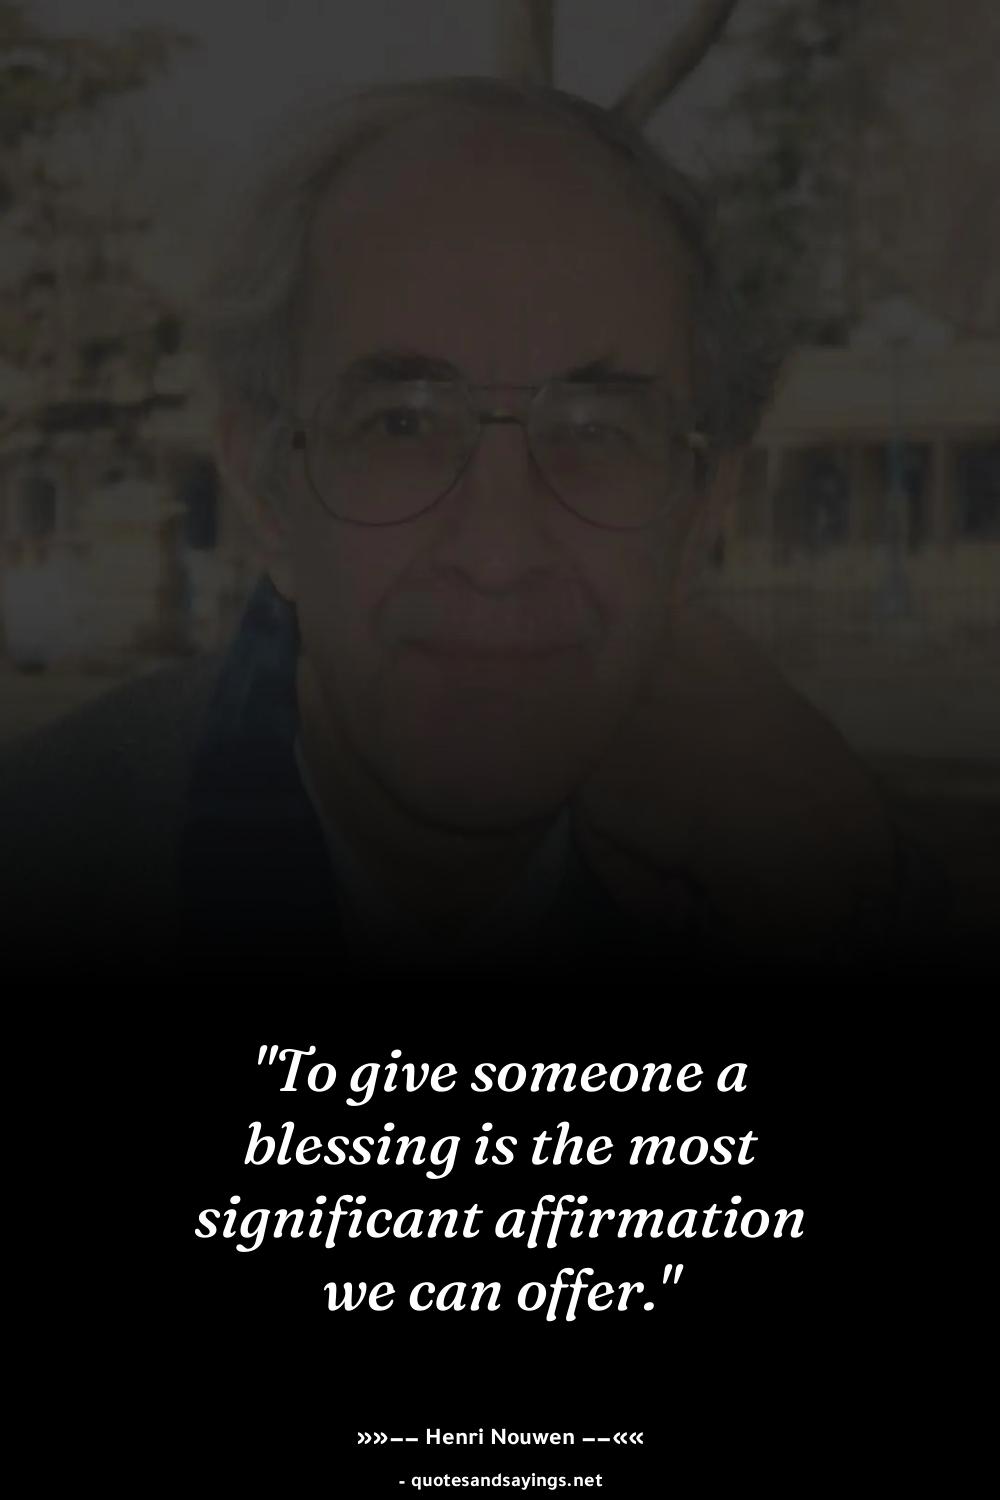 "To give someone a
blessing is the most
significant affirmation
we can offer."
»»–– Henri Nouwen ––««
- quotesandsayings.net